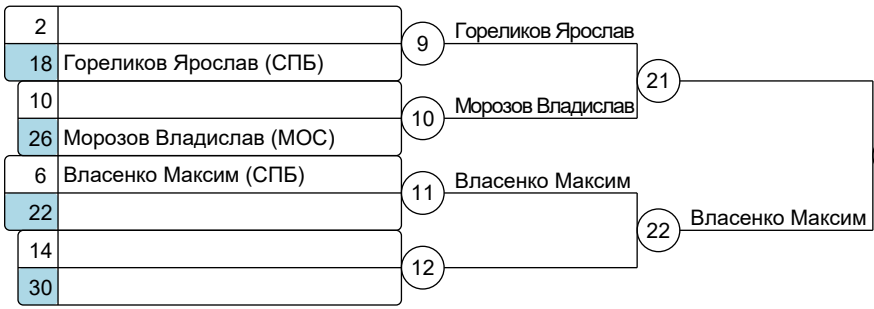 2
9
Гореликов Ярослав
18 Гореликов Ярослав (СПБ)
21
10
10
Морозов Владислав
26 Морозов Владислав (МОС)
6 Власенко Максим (СПБ)
11
Власенко Максим
22
22
Власенко Максим
14
12
30